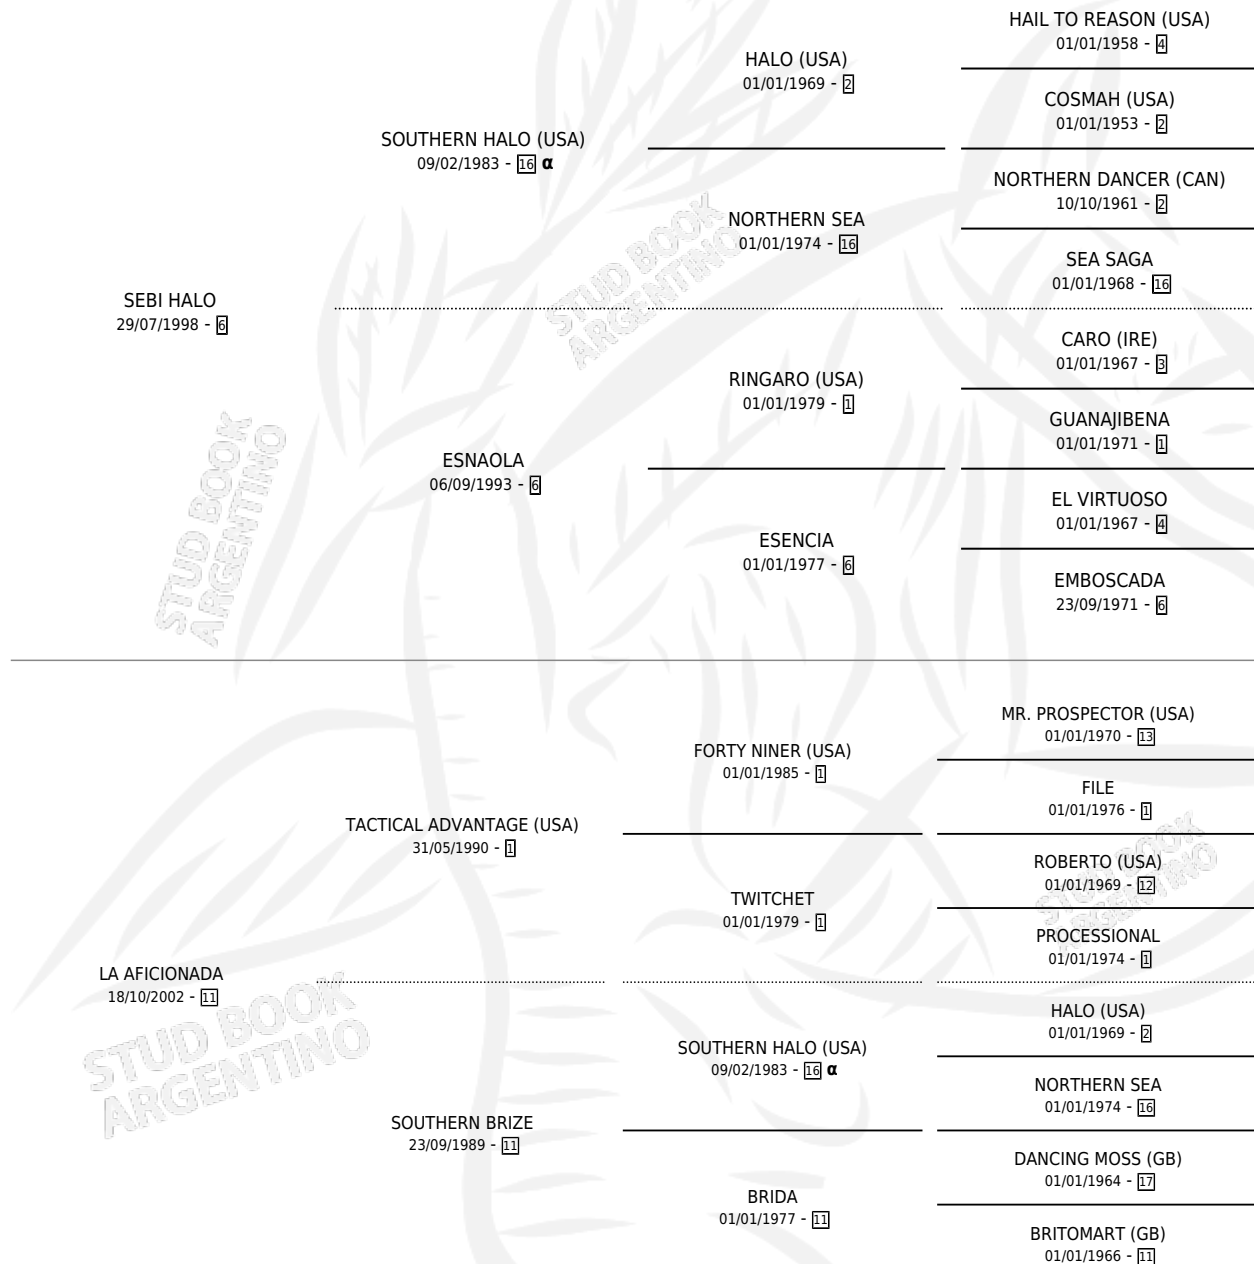 HAIL TO REASON (USA)
01/01/1958 - 4
HALO (USA)
01/01/1969 - 2
COSMAH (USA)
01/01/1953 - 2
SOUTHERN HALO (USA)
09/02/1983 - 16 α
NORTHERN DANCER (CAN)
10/10/1961 - 2
NORTHERN SEA
01/01/1974 - 16
SEA SAGA
01/01/1968 - 16
SEBI HALO
29/07/1998 - 6
CARO (IRE)
01/01/1967 - 3
RINGARO (USA)
01/01/1979 - 1
GUANAJIBENA
01/01/1971 - 1
ESNAOLA
06/09/1993 - 6
EL VIRTUOSO
01/01/1967 - 4
ESENCIA
01/01/1977 - 6
EMBOSCADA
23/09/1971 - 6
STUD BOOK
ARGENTINO
STUD BOOK
ARGENTINO
MR. PROSPECTOR (USA)
01/01/1970 - 13
FORTY NINER (USA)
01/01/1985 - 1
FILE
01/01/1976 - 1
TACTICAL ADVANTAGE (USA)
31/05/1990 - 1
ROBERTO (USA)
01/01/1969 - 12
TWITCHET
01/01/1979 - 1
PROCESSIONAL
01/01/1974 - 1
LA AFICIONADA
18/10/2002 - 11
HALO (USA)
01/01/1969 - 2
SOUTHERN HALO (USA)
09/02/1983 - 16 α
NORTHERN SEA
01/01/1974 - 16
SOUTHERN BRIZE
23/09/1989 - 11
DANCING MOSS (GB)
01/01/1964 - 17
BRIDA
01/01/1977 - 11
BRITOMART (GB)
01/01/1966 - 11
STUD BOOK
ARGENTINO
STUD BOOK
ARGENTINO